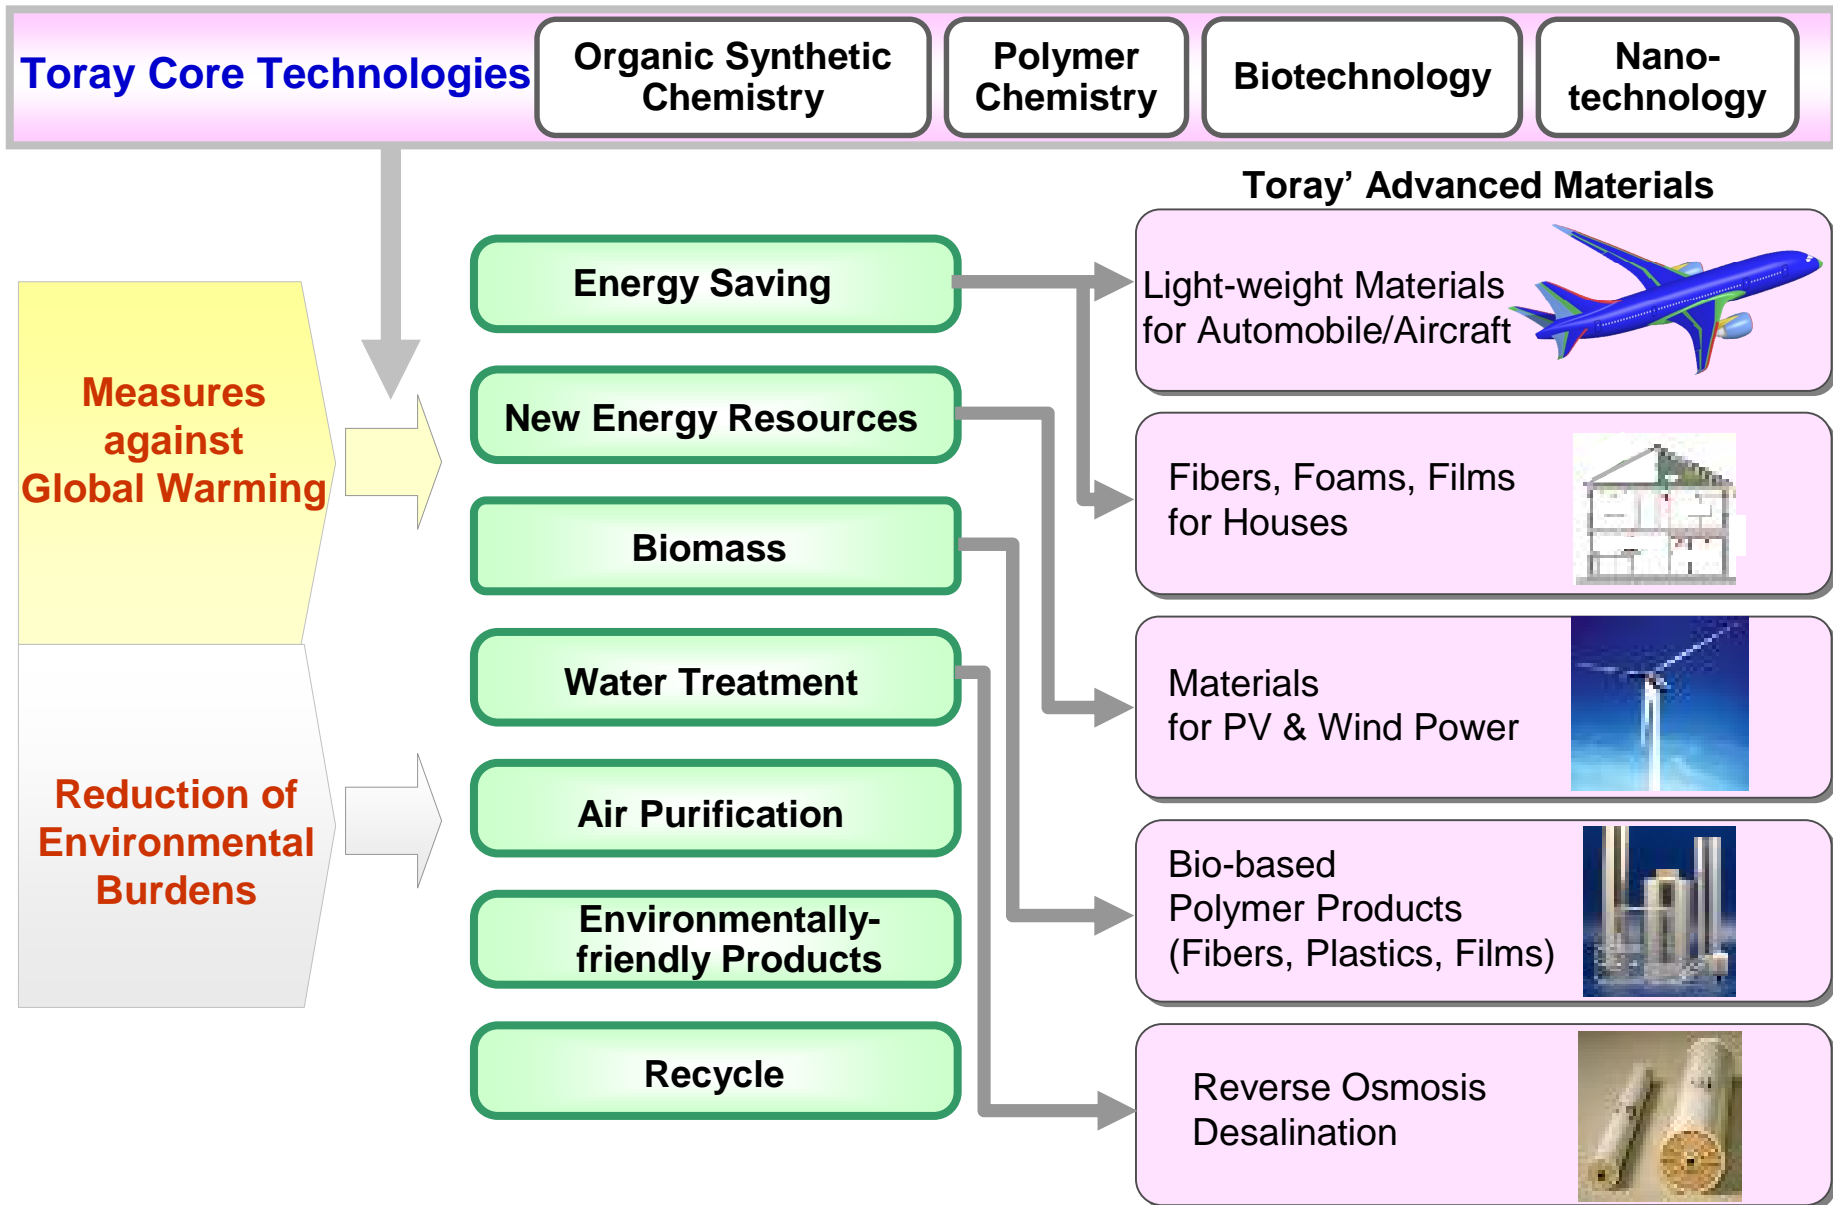 Toray Core Technologies
Organic Synthetic
Chemistry
Polymer
Chemistry
Biotechnology
Nano-
technology
Toray’ Advanced Materials
Measures
against
Global Warming
Reduction of
Environmental
Burdens
Energy Saving
New Energy Resources
Biomass
Water Treatment
Air Purification
Environmentally-
friendly Products
Recycle
Light-weight Materials
for Automobile/Aircraft
Fibers, Foams, Films
for Houses
Materials
for PV & Wind Power
Bio-based
Polymer Products
(Fibers, Plastics, Films)
Reverse Osmosis
Desalination